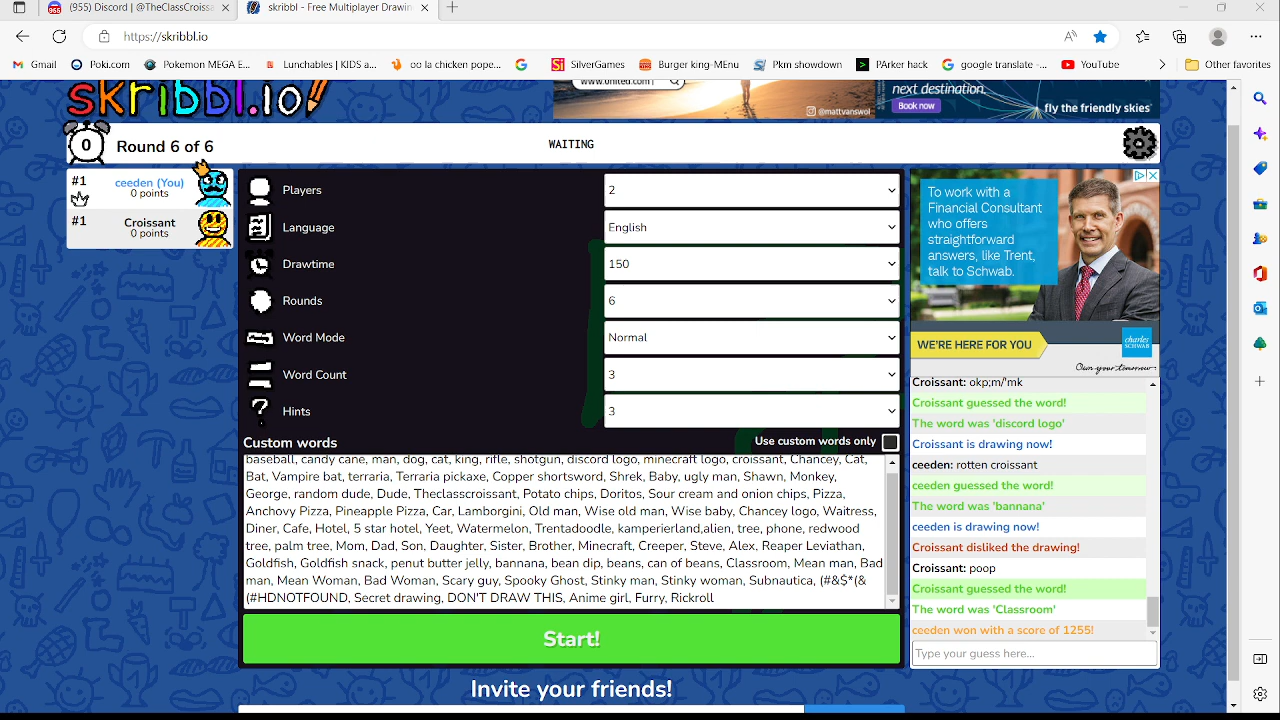 (955) Discord | @TheClassCroissa
skribbl - Free Multiplayer Drawin
https://skribbl.io
Gmail
Poki.com
Pokemon MEGA E...
Lunchables | KIDS a...
oo la chicken pope...
SilverGames
Burger king-MEnu
Pkm showdown
PArker hack
google translate -...
YouTube
Other favorites
skribbl.io
www.united.com
@mattvanswol
next destination.
Book now
fly the friendly skies
0
Round 6 of 6
WAITING
#1
ceeden (You)
0 points
#1
Croissant
0 points
Players
2
Language
English
Drawtime
150
Rounds
6
Word Mode
Normal
Word Count
3
Hints
3
Custom words
Use custom words only
baseball, candy cane, man, dog, cat, king, rifle, shotgun, discord logo, minecraft logo, croissant, Chancey, Cat,
Bat, Vampire bat, terraria, Terraria pickaxe, Copper shortsword, Shrek, Baby, ugly man, Shawn, Monkey,
George, random dude, Dude, Theclasscroissant, Potato chips, Doritos, Sour cream and onion chips, Pizza,
Anchovy Pizza, Pineapple Pizza, Car, Lamborgini, Old man, Wise old man, Wise baby, Chancey logo, Waitress,
Diner, Cafe, Hotel, 5 star hotel, Yeet, Watermelon, Trentadoodle, kamperierland,alien, tree, phone, redwood
tree, palm tree, Mom, Dad, Son, Daughter, Sister, Brother, Minecraft, Creeper, Steve, Alex, Reaper Leviathan,
Goldfish, Goldfish snack, penut butter jelly, bannana, bean dip, beans, can of beans, Classroom, Mean man, Bad
man, Mean Woman, Bad Woman, Scary guy, Spooky Ghost, Stinky man, Stinky woman, Subnautica, (#&$*(&
(#HDNOTFOUND, Secret drawing, DON'T DRAW THIS, Anime girl, Furry, Rickroll
Start!
Invite your friends!
To work with a
Financial Consultant
who offers
straightforward
answers, like Trent,
talk to Schwab.
WE'RE HERE FOR YOU
charles
SCHWAB
Own your tomorrow.
Croissant: okp;m/'mk
Croissant guessed the word!
The word was 'discord logo'
Croissant is drawing now!
ceeden: rotten croissant
ceeden guessed the word!
The word was 'bannana'
ceeden is drawing now!
Croissant disliked the drawing!
Croissant: poop
Croissant guessed the word!
The word was 'Classroom'
ceeden won with a score of 1255!
Type your guess here...